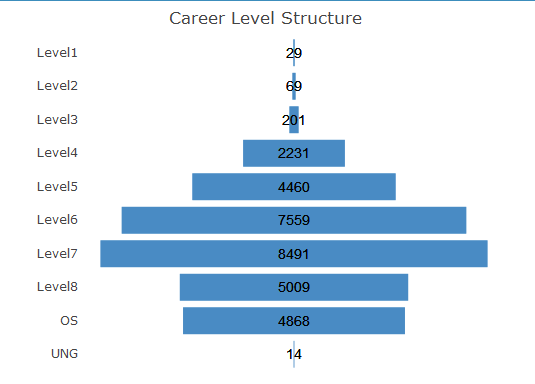 Career Level Structure
Level1 29
Level2 69
Level3 201
Level4 2231
Level5 4460
Level6 7559
Level7 8491
Level8 5009
OS 4868
UNG 14